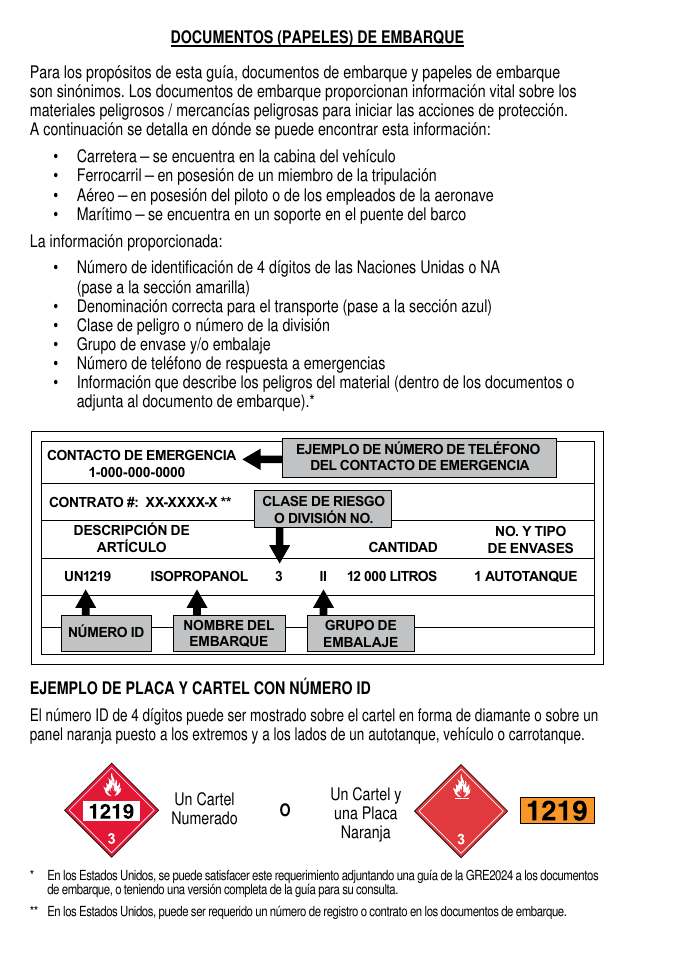 DOCUMENTOS (PAPELES) DE EMBARQUE
Para los propósitos de esta guía, documentos de embarque y papeles de embarque
son sinónimos. Los documentos de embarque proporcionan información vital sobre los
materiales peligrosos / mercancías peligrosas para iniciar las acciones de protección.
A continuación se detalla en dónde se puede encontrar esta información:
• Carretera – se encuentra en la cabina del vehículo
• Ferrocarril – en posesión de un miembro de la tripulación
• Aéreo – en posesión del piloto o de los empleados de la aeronave
• Marítimo – se encuentra en un soporte en el puente del barco
La información proporcionada:
• Número de identificación de 4 dígitos de las Naciones Unidas o NA
(pase a la sección amarilla)
• Denominación correcta para el transporte (pase a la sección azul)
• Clase de peligro o número de la división
• Grupo de envase y/o embalaje
• Número de teléfono de respuesta a emergencias
• Información que describe los peligros del material (dentro de los documentos o
adjunta al documento de embarque).*
CONTACTO DE EMERGENCIA
1-000-000-0000
EJEMPLO DE NÚMERO DE TELÉFONO
DEL CONTACTO DE EMERGENCIA
CONTRATO #: XX-XXXX-X **
CLASE DE RIESGO
O DIVISIÓN NO.
DESCRIPCIÓN DE
ARTÍCULO
CANTIDAD
NO. Y TIPO
DE ENVASES
UN1219 ISOPROPANOL 3 II 12 000 LITROS 1 AUTOTANQUE
NÚMERO ID
NOMBRE DEL
EMBARQUE
GRUPO DE
EMBALAJE
EJEMPLO DE PLACA Y CARTEL CON NÚMERO ID
El número ID de 4 dígitos puede ser mostrado sobre el cartel en forma de diamante o sobre un
panel naranja puesto a los extremos y a los lados de un autotanque, vehículo o carrotanque.
1219
3
Un Cartel
Numerado
O
Un Cartel y
una Placa
Naranja
3
1219
* En los Estados Unidos, se puede satisfacer este requerimiento adjuntando una guía de la GRE2024 a los documentos
de embarque, o teniendo una versión completa de la guía para su consulta.
** En los Estados Unidos, puede ser requerido un número de registro o contrato en los documentos de embarque.